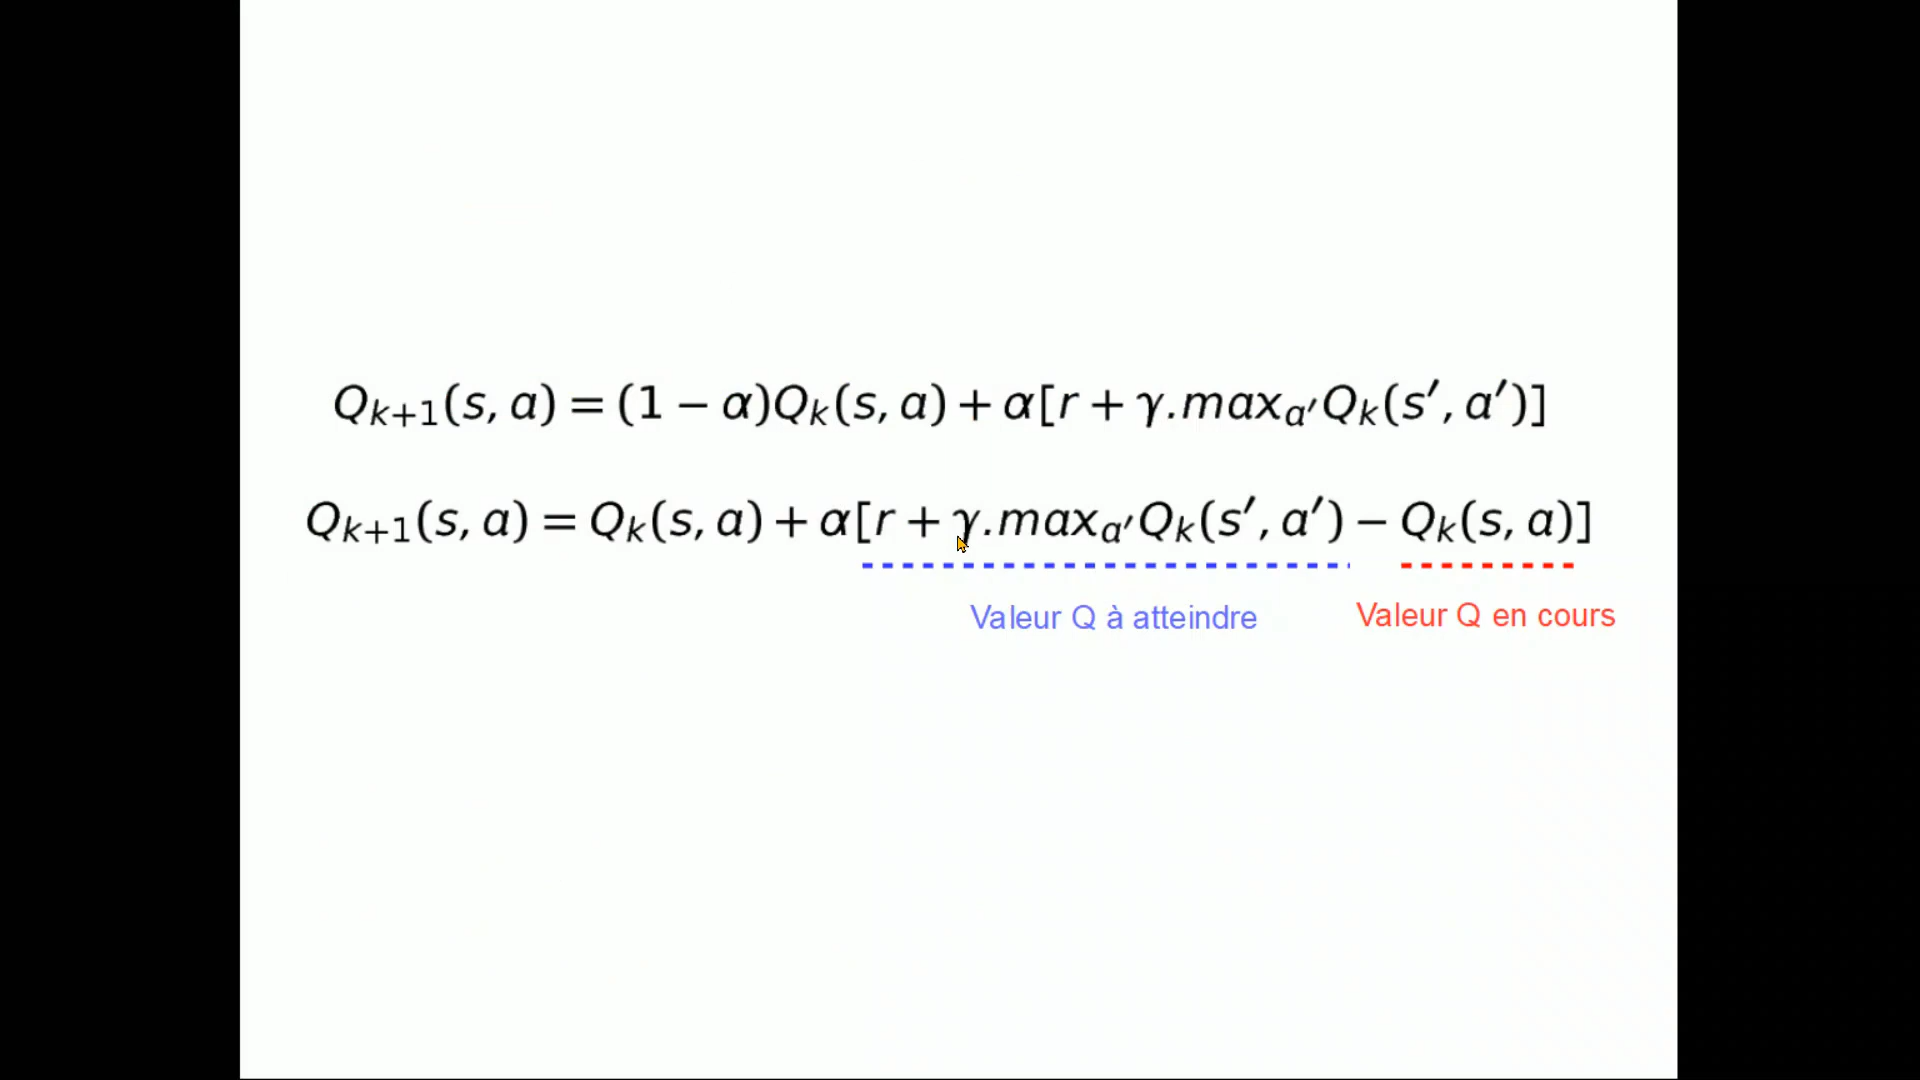 Qₖ₊₁(s, a) = (1 − α)Qₖ(s, a) + α[r + γ.maxₐ′Qₖ(s′, a′)]
Qₖ₊₁(s, a) = Qₖ(s, a) + α[r + γ.maxₐ′Qₖ(s′, a′) − Qₖ(s, a)]
Valeur Q à atteindre Valeur Q en cours